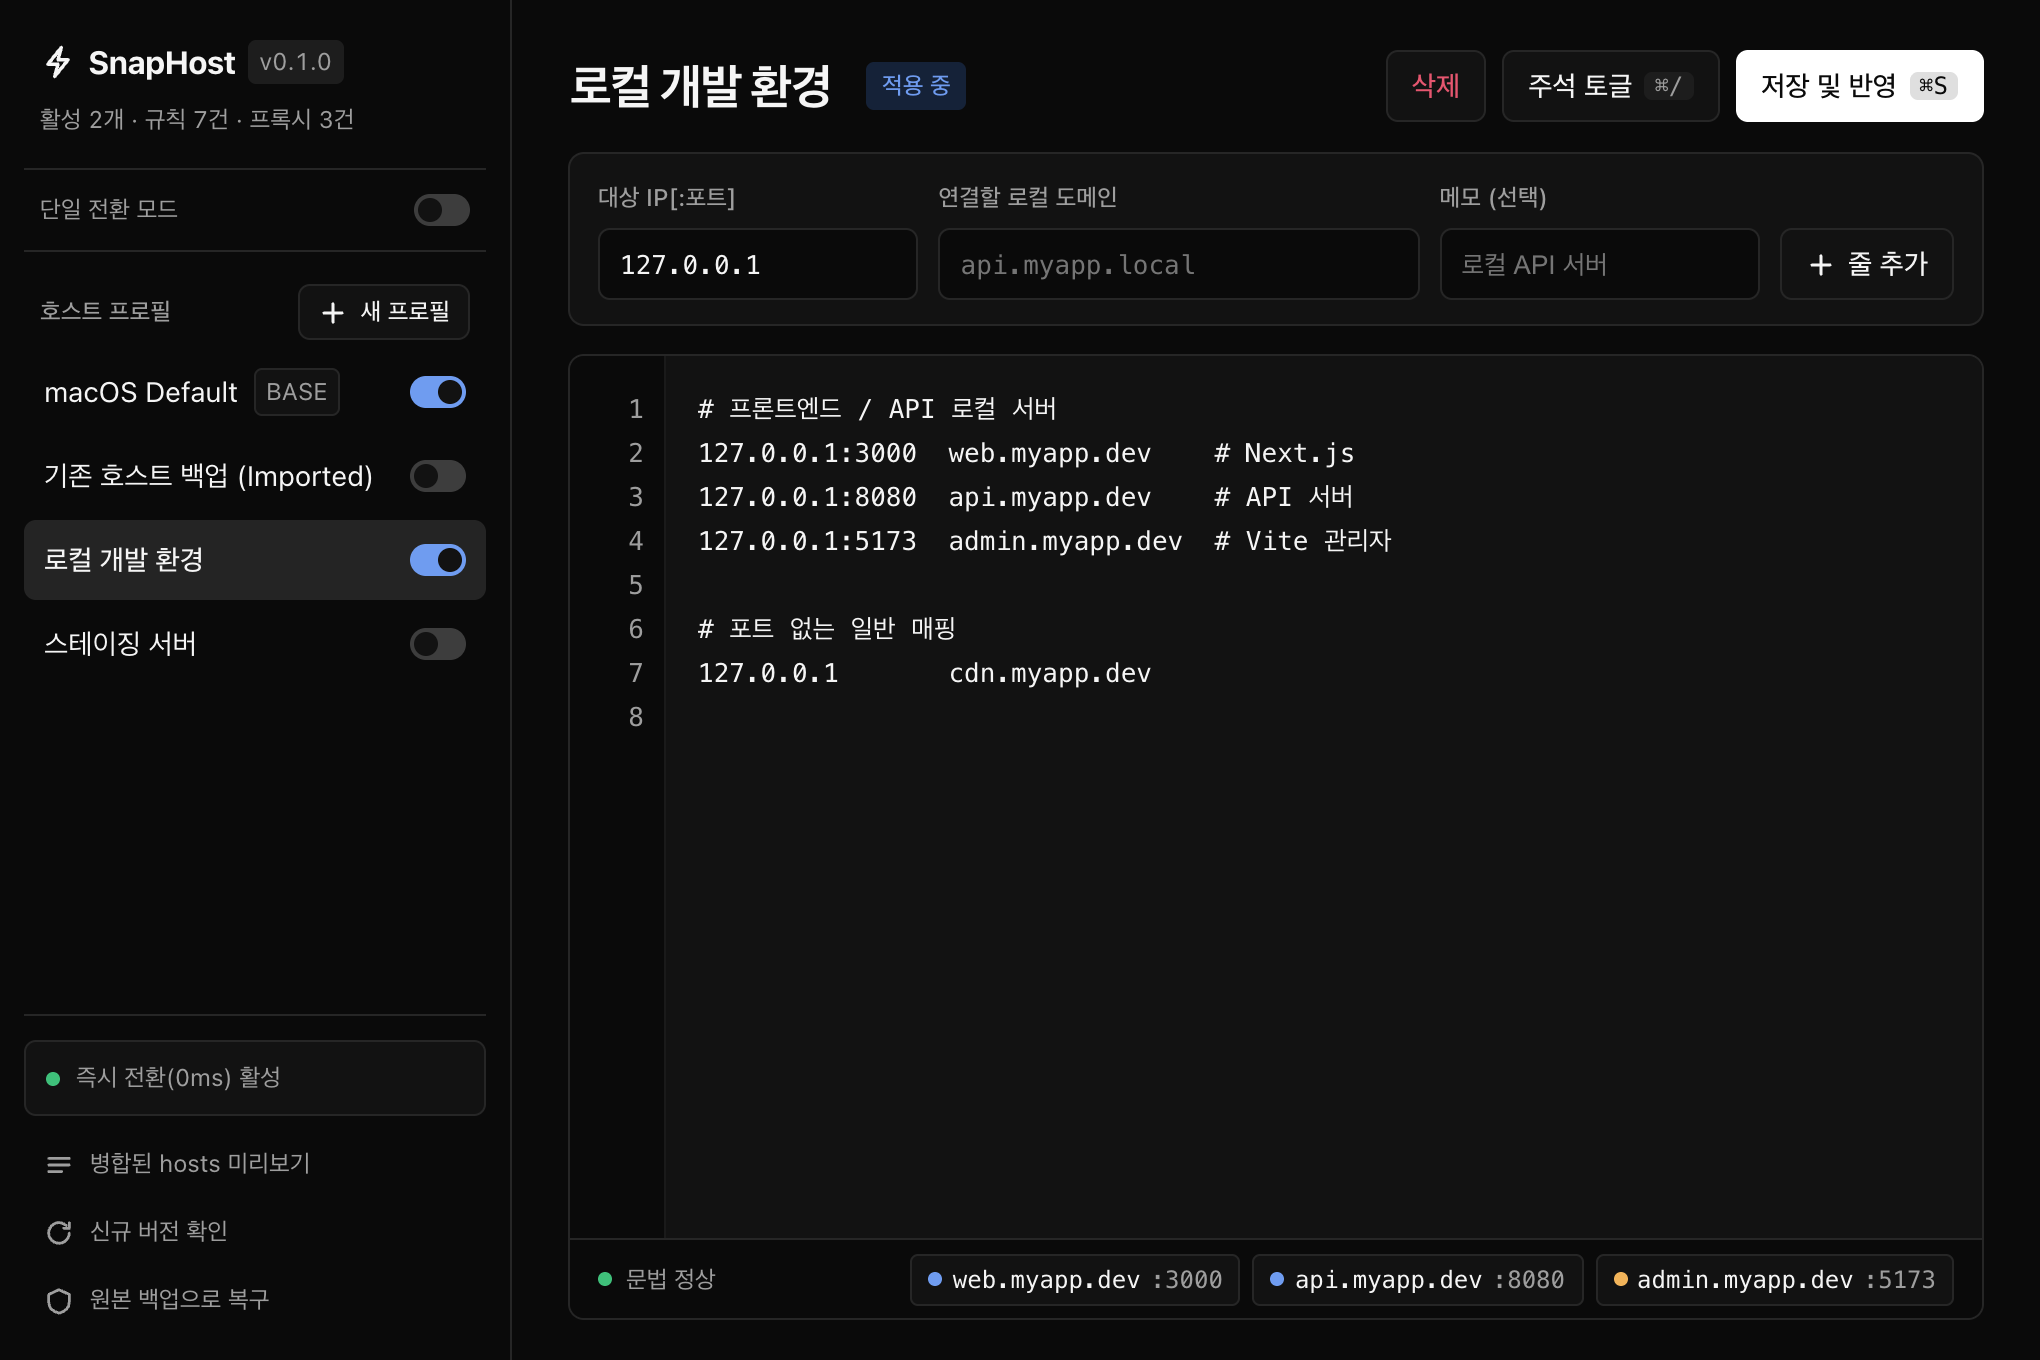 SnapHost v0.1.0
활성 2개 · 규칙 7건 · 프록시 3건
단일 전환 모드
호스트 프로필
+ 새 프로필
macOS Default BASE
기존 호스트 백업 (Imported)
로컬 개발 환경
스테이징 서버
즉시 전환(0ms) 활성
병합된 hosts 미리보기
신규 버전 확인
원본 백업으로 복구
로컬 개발 환경 적용 중
삭제
주석 토글 ⌘/
저장 및 반영 ⌘S
대상 IP[:포트]
127.0.0.1
연결할 로컬 도메인
api.myapp.local
메모 (선택)
로컬 API 서버
+ 줄 추가
1 # 프론트엔드 / API 로컬 서버
2 127.0.0.1:3000 web.myapp.dev # Next.js
3 127.0.0.1:8080 api.myapp.dev # API 서버
4 127.0.0.1:5173 admin.myapp.dev # Vite 관리자
5
6 # 포트 없는 일반 매핑
7 127.0.0.1 cdn.myapp.dev
8
문법 정상
web.myapp.dev :3000
api.myapp.dev :8080
admin.myapp.dev :5173